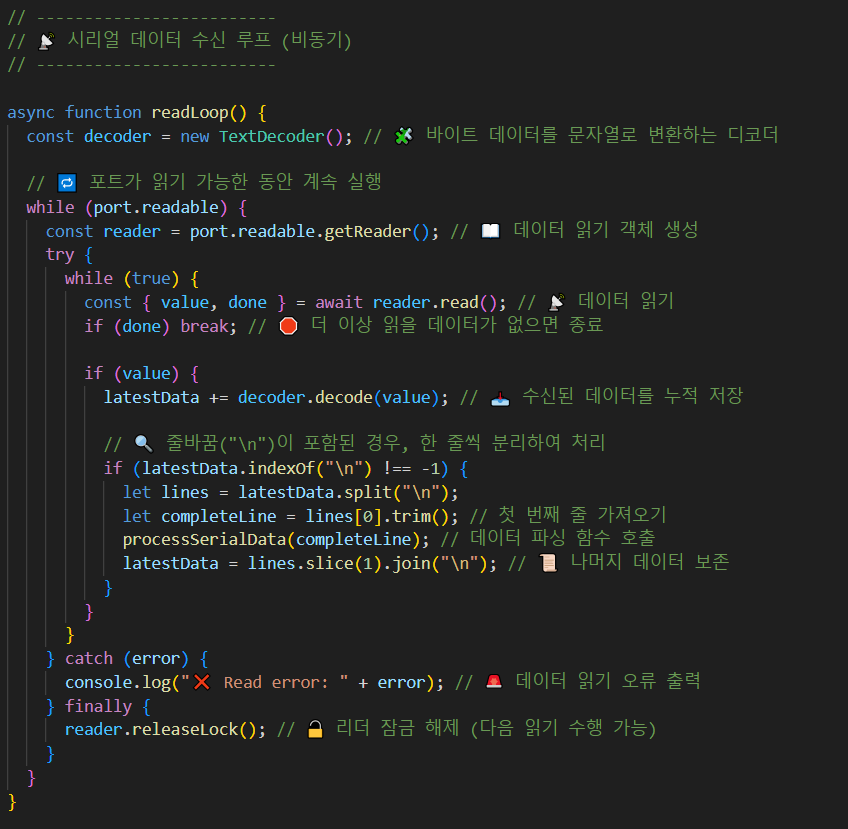 // -------------------------
// 📡 시리얼 데이터 수신 루프 (비동기)
// -------------------------

async function readLoop() {
  const decoder = new TextDecoder(); // 🧩 바이트 데이터를 문자열로 변환하는 디코더

  // 🔁 포트가 읽기 가능한 동안 계속 실행
  while (port.readable) {
    const reader = port.readable.getReader(); // 📖 데이터 읽기 객체 생성
    try {
      while (true) {
        const { value, done } = await reader.read(); // 📡 데이터 읽기
        if (done) break; // 🛑 더 이상 읽을 데이터가 없으면 종료

        if (value) {
          latestData += decoder.decode(value); // 📥 수신된 데이터를 누적 저장

          // 🔍 줄바꿈("\n")이 포함된 경우, 한 줄씩 분리하여 처리
          if (latestData.indexOf("\n") !== -1) {
            let lines = latestData.split("\n");
            let completeLine = lines[0].trim(); // 첫 번째 줄 가져오기
            processSerialData(completeLine); // 데이터 파싱 함수 호출
            latestData = lines.slice(1).join("\n"); // 📜 나머지 데이터 보존
          }
        }
      }
    } catch (error) {
      console.log("❌ Read error: " + error); // 🚨 데이터 읽기 오류 출력
    } finally {
      reader.releaseLock(); // 🔓 리더 잠금 해제 (다음 읽기 수행 가능)
    }
  }
}